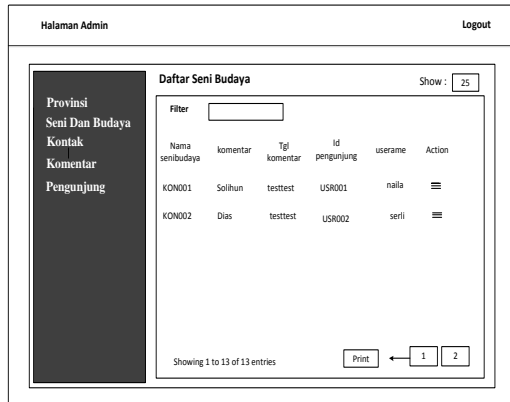 Halaman Admin Logout
Provinsi
Seni Dan Budaya
Kontak
Komentar
Pengunjung
Daftar Seni Budaya Show : 25
Filter
Nama senibudaya komentar Tgl komentar Id pengunjung userame Action
KON001 Solihun testtest USR001 naila
KON002 Dias testtest USR002 serli
Showing 1 to 13 of 13 entries Print 1 2